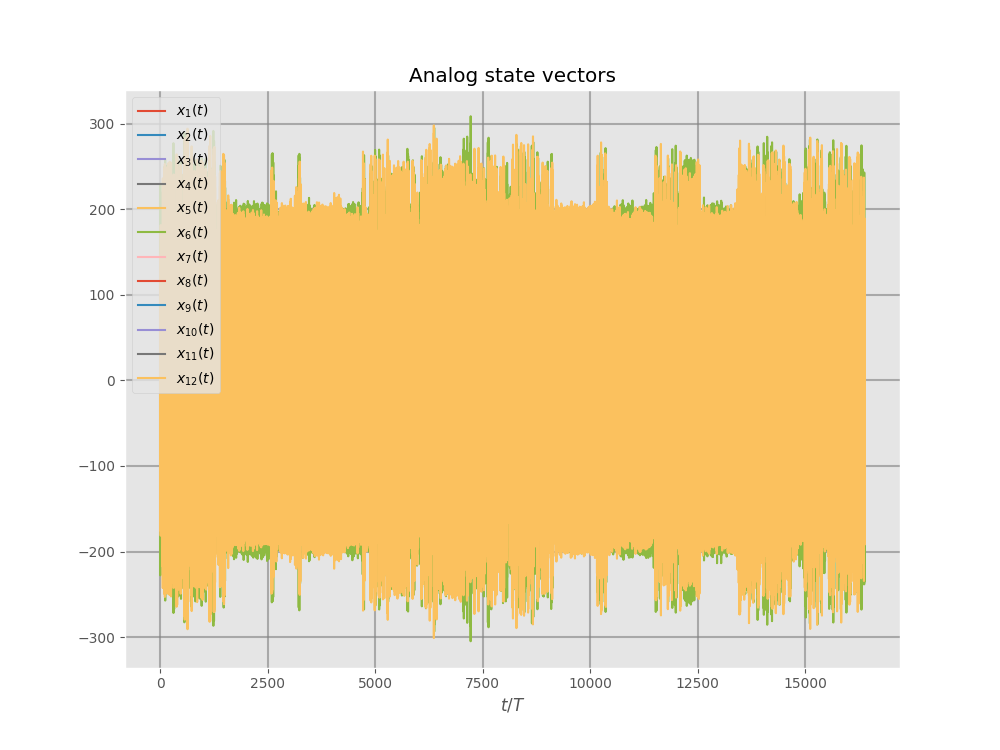 Analog state vectors
300
200
100
0
−100
−200
−300
x₁(t)
x₂(t)
x₃(t)
x₄(t)
x₅(t)
x₆(t)
x₇(t)
x₈(t)
x₉(t)
x₁₀(t)
x₁₁(t)
x₁₂(t)
0 2500 5000 7500 10000 12500 15000
t/T